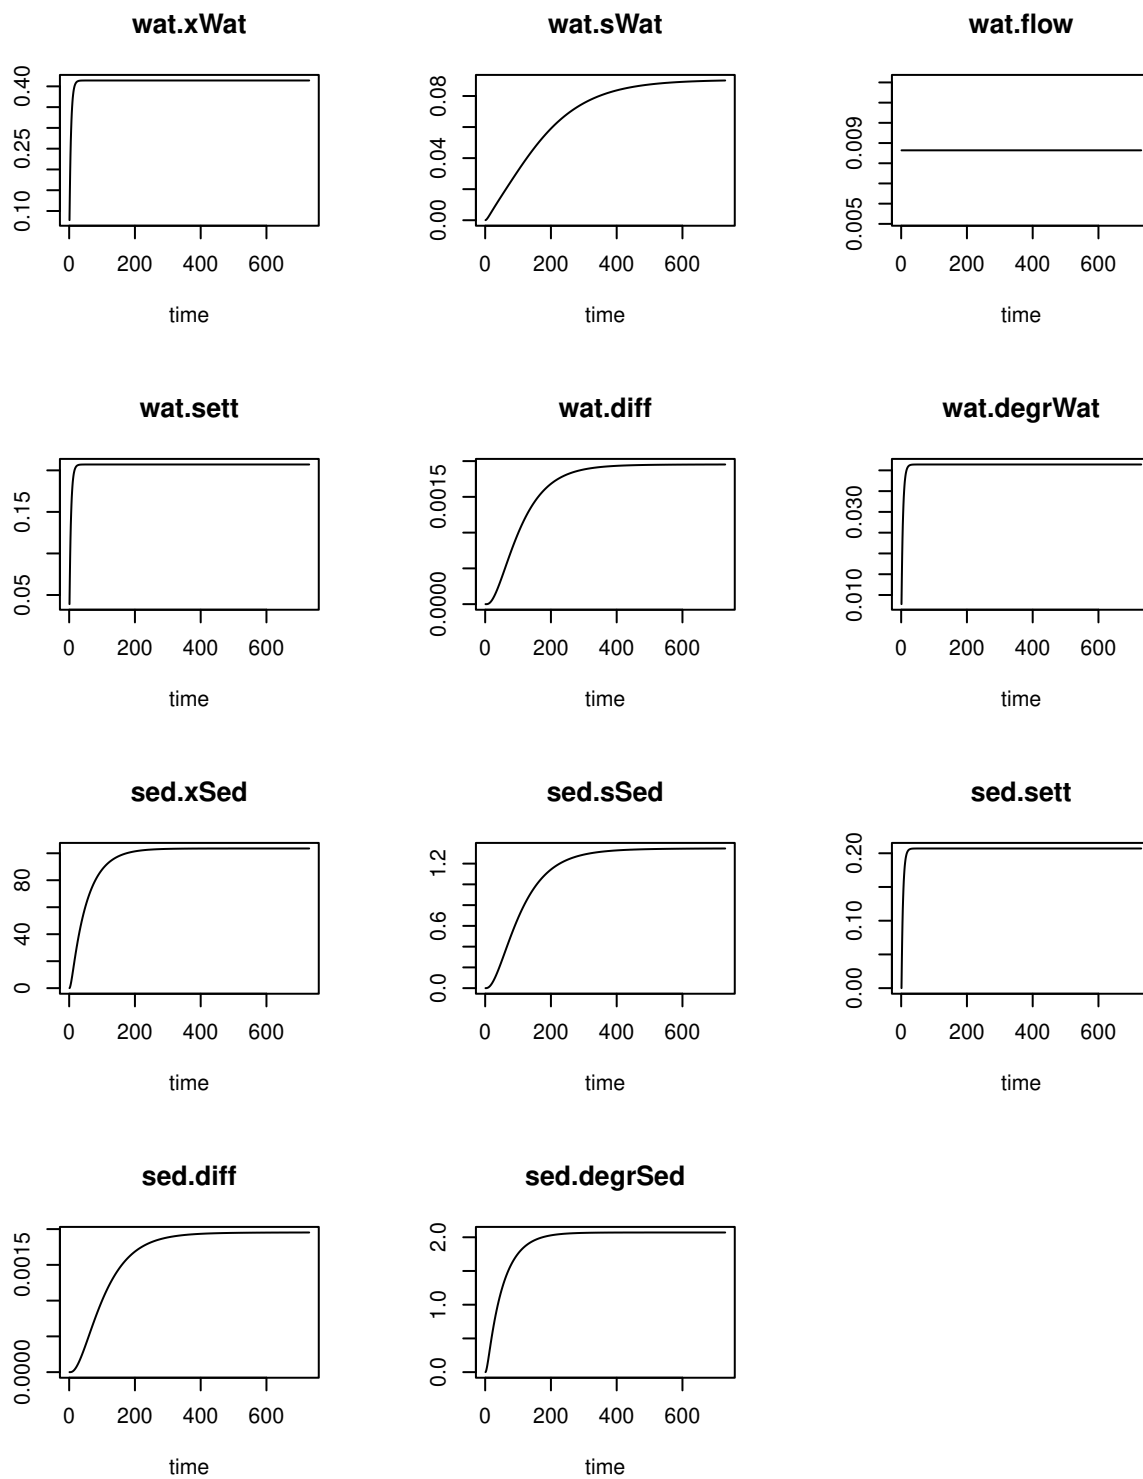 wat.xWat
0.10 0.25 0.40
0 200 400 600
time
wat.sWat
0.00 0.04 0.08
0 200 400 600
time
wat.flow
0.005 0.009
0 200 400 600
time
wat.sett
0.05 0.15
0 200 400 600
time
wat.diff
0.0000 0.0015
0 200 400 600
time
wat.degrWat
0.010 0.030
0 200 400 600
time
sed.xSed
0 40 80
0 200 400 600
time
sed.sSed
0.0 0.6 1.2
0 200 400 600
time
sed.sett
0.00 0.10 0.20
0 200 400 600
time
sed.diff
0.0000 0.0015
0 200 400 600
time
sed.degrSed
0.0 1.0 2.0
0 200 400 600
time